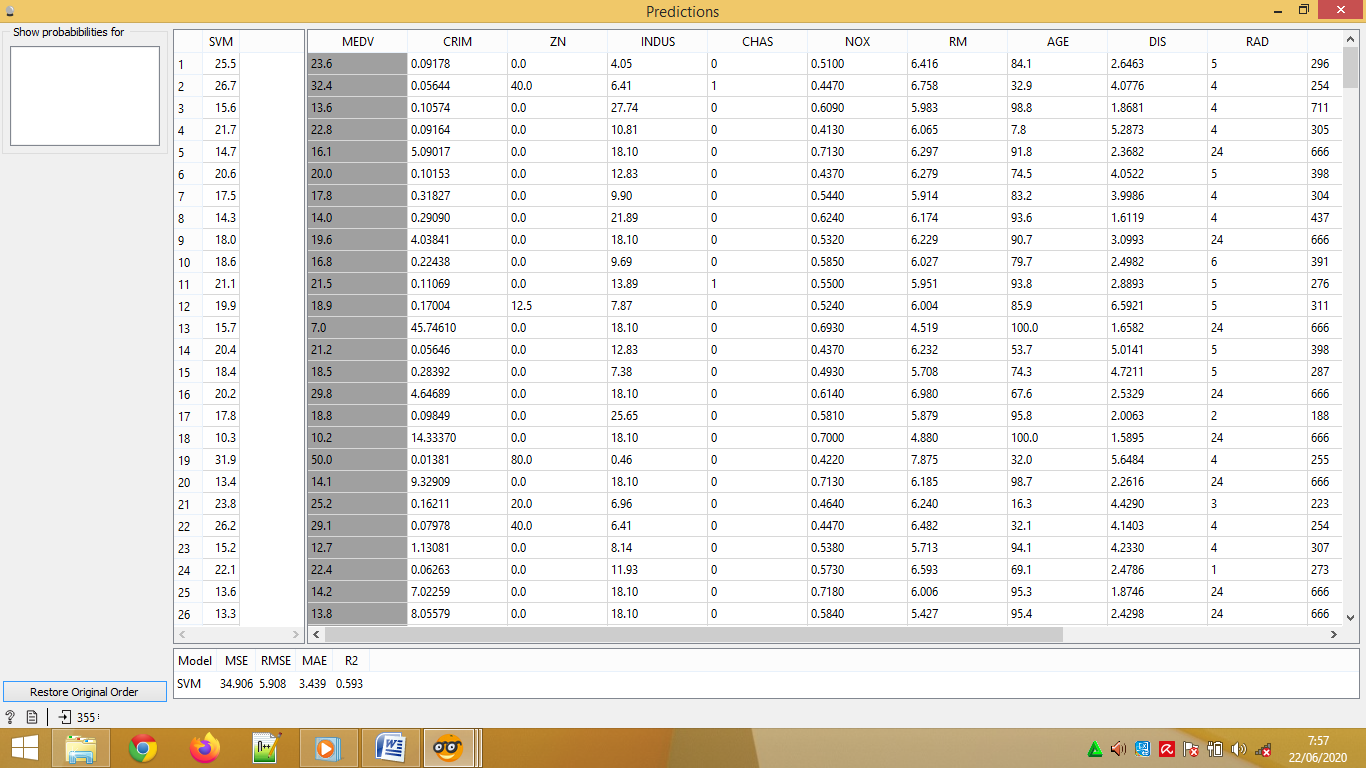 Predictions
Show probabibilities for
SVM MEDV CRIM ZN INDUS CHAS NOX RM AGE DIS RAD
1 25.5 23.6 0.09178 0.0 4.05 0 0.5100 6.416 84.1 2.6463 5 296
2 26.7 32.4 0.05644 40.0 6.41 1 0.4470 6.758 32.9 4.0776 4 254
3 15.6 13.6 0.10574 0.0 27.74 0 0.6090 5.983 98.8 1.8681 4 711
4 21.7 22.8 0.09164 0.0 10.81 0 0.4130 6.065 7.8 5.2873 4 305
5 14.7 16.1 5.09017 0.0 18.10 0 0.7130 6.297 91.8 2.3682 24 666
6 20.6 20.0 0.10153 0.0 12.83 0 0.4370 6.279 74.5 4.0522 5 398
7 17.5 17.8 0.31827 0.0 9.90 0 0.5440 5.914 83.2 3.9986 4 304
8 14.3 14.0 0.29090 0.0 21.89 0 0.6240 6.174 93.6 1.6119 4 437
9 18.0 19.6 4.03841 0.0 18.10 0 0.5320 6.229 90.7 3.0993 24 666
10 18.6 16.8 0.22438 0.0 9.69 0 0.5850 6.027 79.7 2.4982 6 391
11 21.1 21.5 0.11069 0.0 13.89 1 0.5500 5.951 93.8 2.8893 5 276
12 19.9 18.9 0.17004 12.5 7.87 0 0.5240 6.004 85.9 6.5921 5 311
13 15.7 7.0 45.74610 0.0 18.10 0 0.6930 4.519 100.0 1.6582 24 666
14 20.4 21.2 0.05646 0.0 12.83 0 0.4370 6.232 53.7 5.0141 5 398
15 18.4 18.5 0.28392 0.0 7.38 0 0.4930 5.708 74.3 4.7211 5 287
16 20.2 29.8 4.64689 0.0 18.10 0 0.6140 6.980 67.6 2.5329 24 666
17 17.8 18.8 0.09849 0.0 25.65 0 0.5810 5.879 95.8 2.0063 2 188
18 10.3 10.2 14.33370 0.0 18.10 0 0.7000 4.880 100.0 1.5895 24 666
19 31.9 50.0 0.01381 80.0 0.46 0 0.4220 7.875 32.0 5.6484 4 255
20 13.4 14.1 9.32909 0.0 18.10 0 0.7130 6.185 98.7 2.2616 24 666
21 23.8 25.2 0.16211 20.0 6.96 0 0.4640 6.240 16.3 4.4290 3 223
22 26.2 29.1 0.07978 40.0 6.41 0 0.4470 6.482 32.1 4.1403 4 254
23 15.2 12.7 1.13081 0.0 8.14 0 0.5380 5.713 94.1 4.2330 4 307
24 22.1 22.4 0.06263 0.0 11.93 0 0.5730 6.593 69.1 2.4786 1 273
25 13.6 14.2 7.02259 0.0 18.10 0 0.7180 6.006 95.3 1.8746 24 666
26 13.3 13.8 8.05579 0.0 18.10 0 0.5840 5.427 95.4 2.4298 24 666
Model MSE RMSE MAE R2
SVM 34.906 5.908 3.439 0.593
Restore Original Order
? 355
7:57
22/06/2020